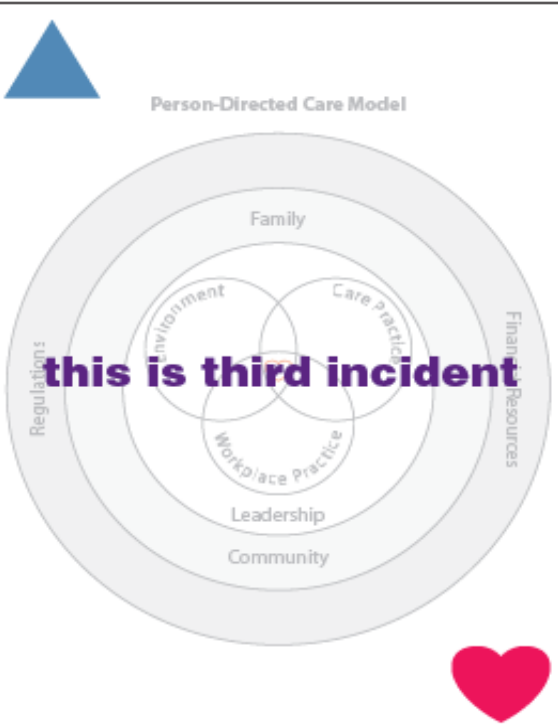 Person-Directed Care Model
Family
Environment
Care Practice
Regulations
Financial Resources
this is third incident
Workplace Practice
Leadership
Community